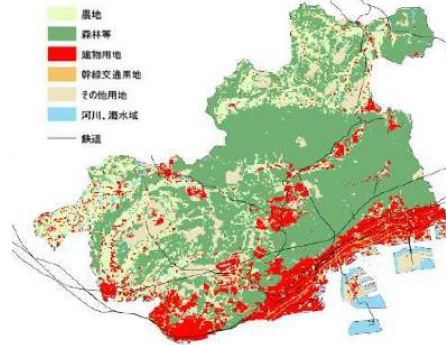 農地
森林等
建物用地
幹線交通用地
その他用地
河川、海水域
鉄道